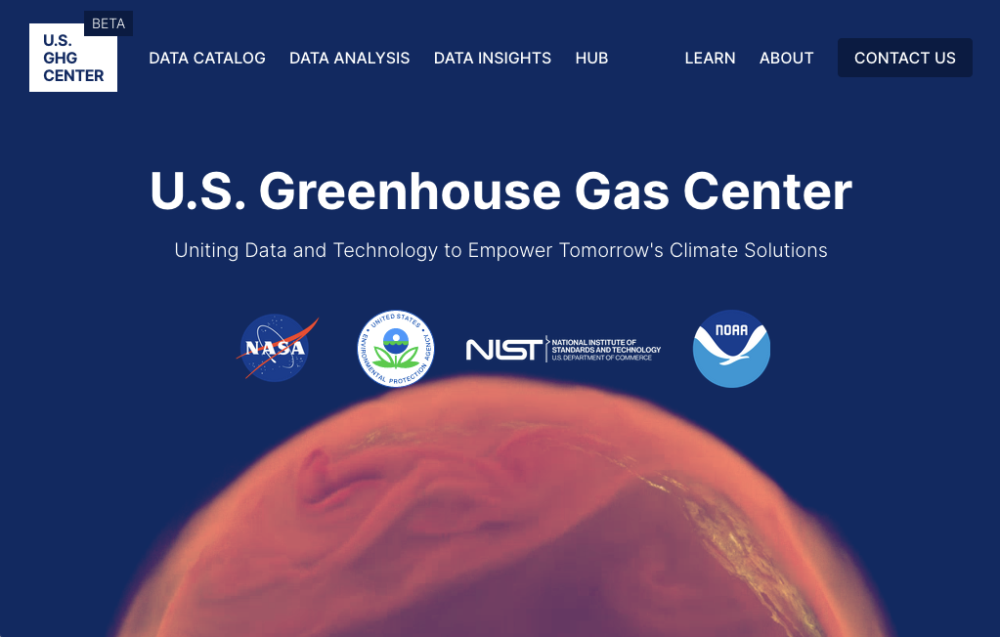 BETA
U.S.
GHG
CENTER
DATA CATALOG
DATA ANALYSIS
DATA INSIGHTS
HUB
LEARN
ABOUT
CONTACT US
U.S. Greenhouse Gas Center
Uniting Data and Technology to Empower Tomorrow's Climate Solutions
NASA
UNITED STATES
ENVIRONMENTAL PROTECTION AGENCY
NIST
NATIONAL INSTITUTE OF
STANDARDS AND TECHNOLOGY
U.S. DEPARTMENT OF COMMERCE
NOAA